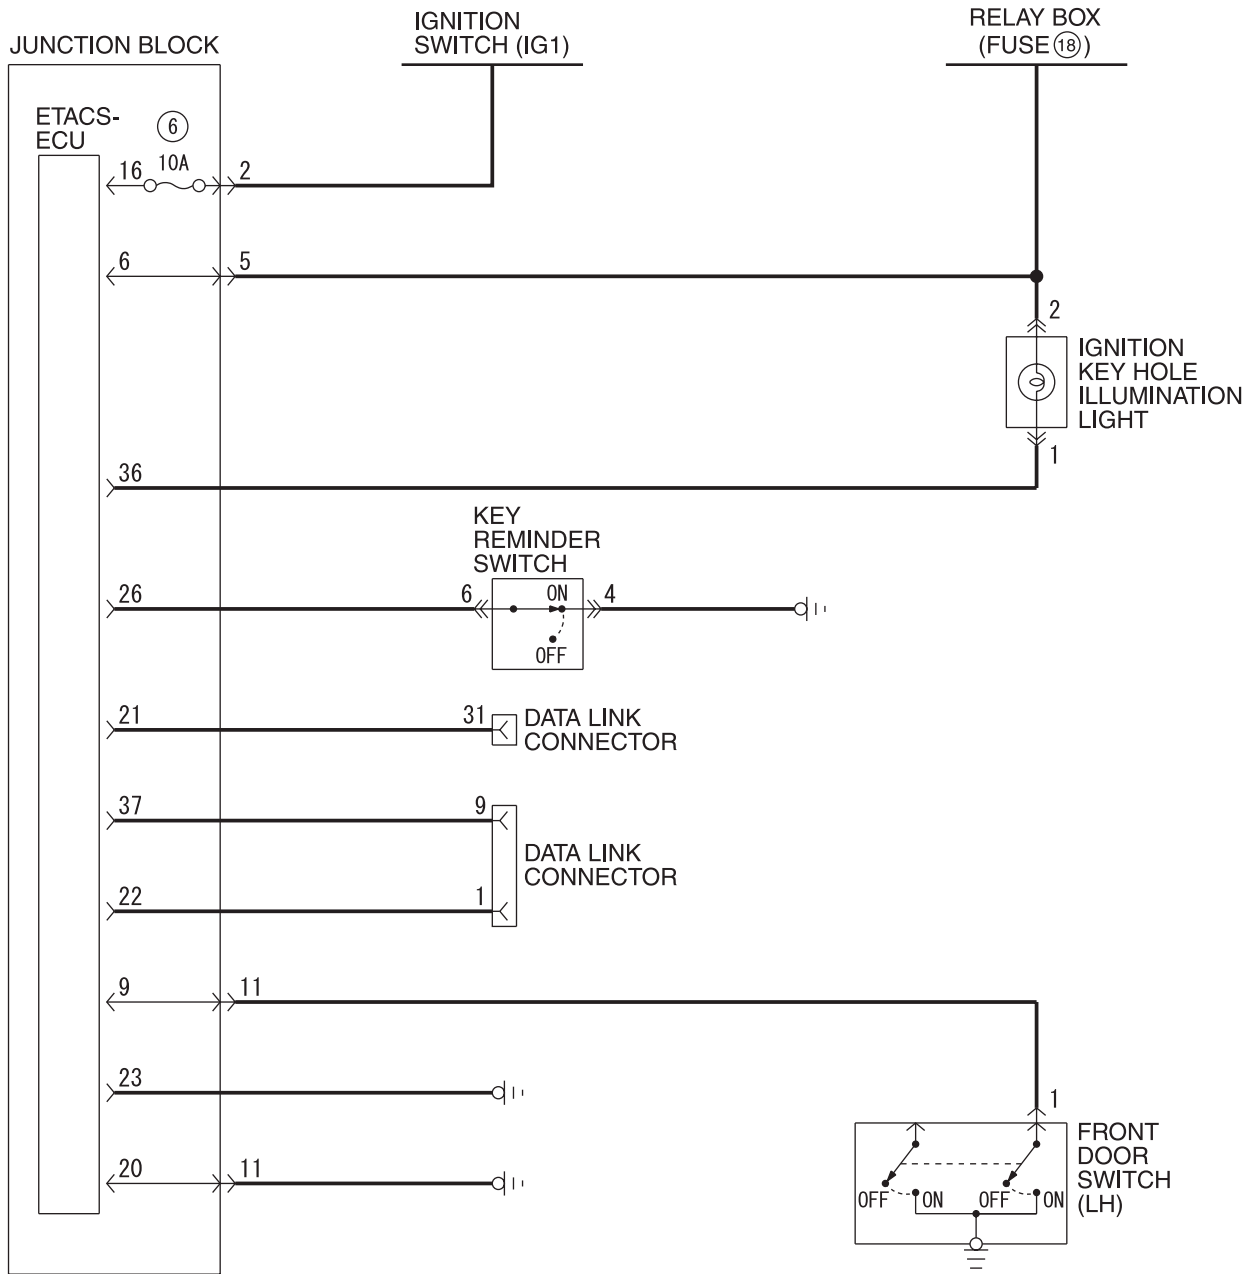 IGNITION
SWITCH (IG1)
RELAY BOX
(FUSE 18)
JUNCTION BLOCK
ETACS-
ECU
6
10A
16
2
6
5
2
IGNITION
KEY HOLE
ILLUMINATION
LIGHT
1
36
KEY
REMINDER
SWITCH
26
6
ON
4
OFF
21
31
DATA LINK
CONNECTOR
37
9
DATA LINK
CONNECTOR
22
1
9
11
23
1
FRONT
DOOR
SWITCH
(LH)
20
11
OFF
ON
OFF
ON